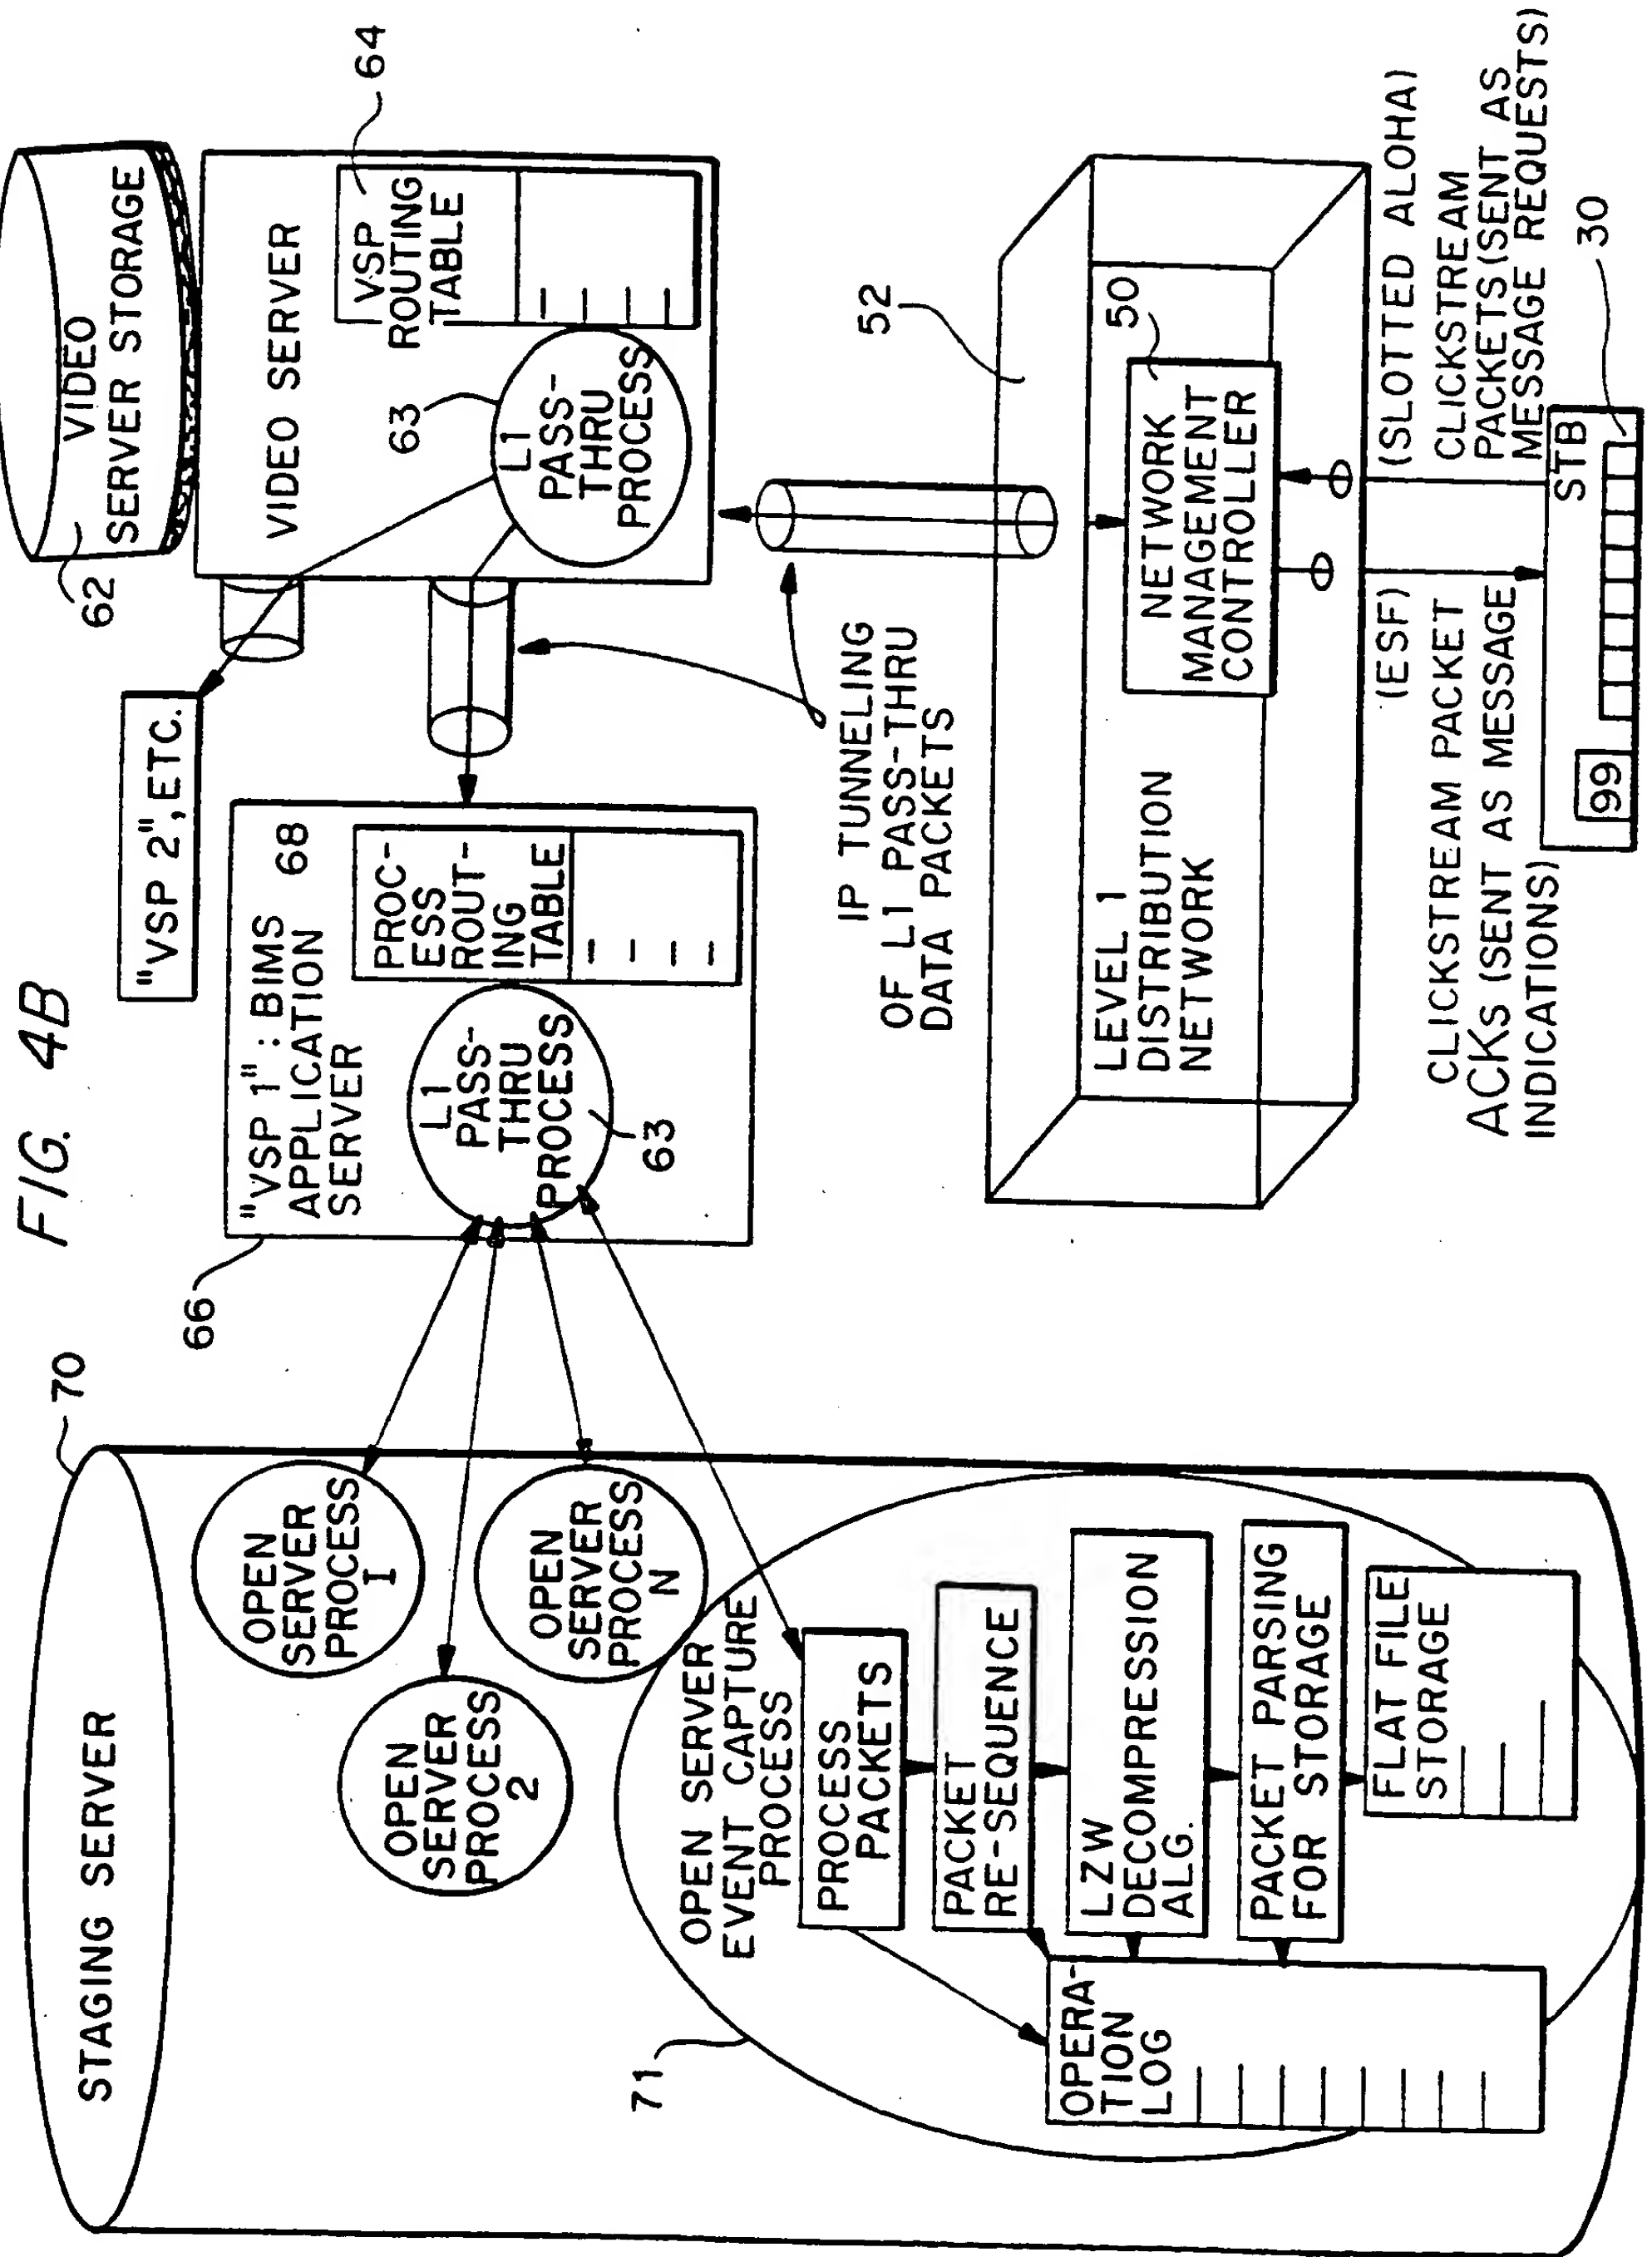 FIG. 4B
STAGING SERVER
70
OPEN
SERVER
PROCESS
I
OPEN
SERVER
PROCESS
2
OPEN
SERVER
PROCESS
N
OPEN SERVER
EVENT CAPTURE
PROCESS
71
PROCESS
PACKETS
PACKET
RE-SEQUENCE
LZW
DECOMPRESSION
ALG.
PACKET PARSING
FOR STORAGE
FLAT FILE
STORAGE
OPERA-
TION
LOG
66
"VSP 1": BIMS
APPLICATION 68
SERVER
L1
PASS-
THRU
PROCESS
63
PROC-
ESS
ROUT-
ING
TABLE
"VSP 2", ETC.
62
VIDEO
SERVER STORAGE
VIDEO SERVER
63
L1
PASS-
THRU
PROCESS
VSP
ROUTING
TABLE
64
IP TUNNELING
OF L1 PASS-THRU
DATA PACKETS
52
LEVEL 1
DISTRIBUTION
NETWORK
50
NETWORK
MANAGEMENT
CONTROLLER
(ESF)
CLICKSTREAM PACKET
ACKs (SENT AS MESSAGE
INDICATIONS)
(SLOTTED ALOHA)
CLICKSTREAM
PACKETS (SENT AS
MESSAGE REQUESTS)
STB
99
30